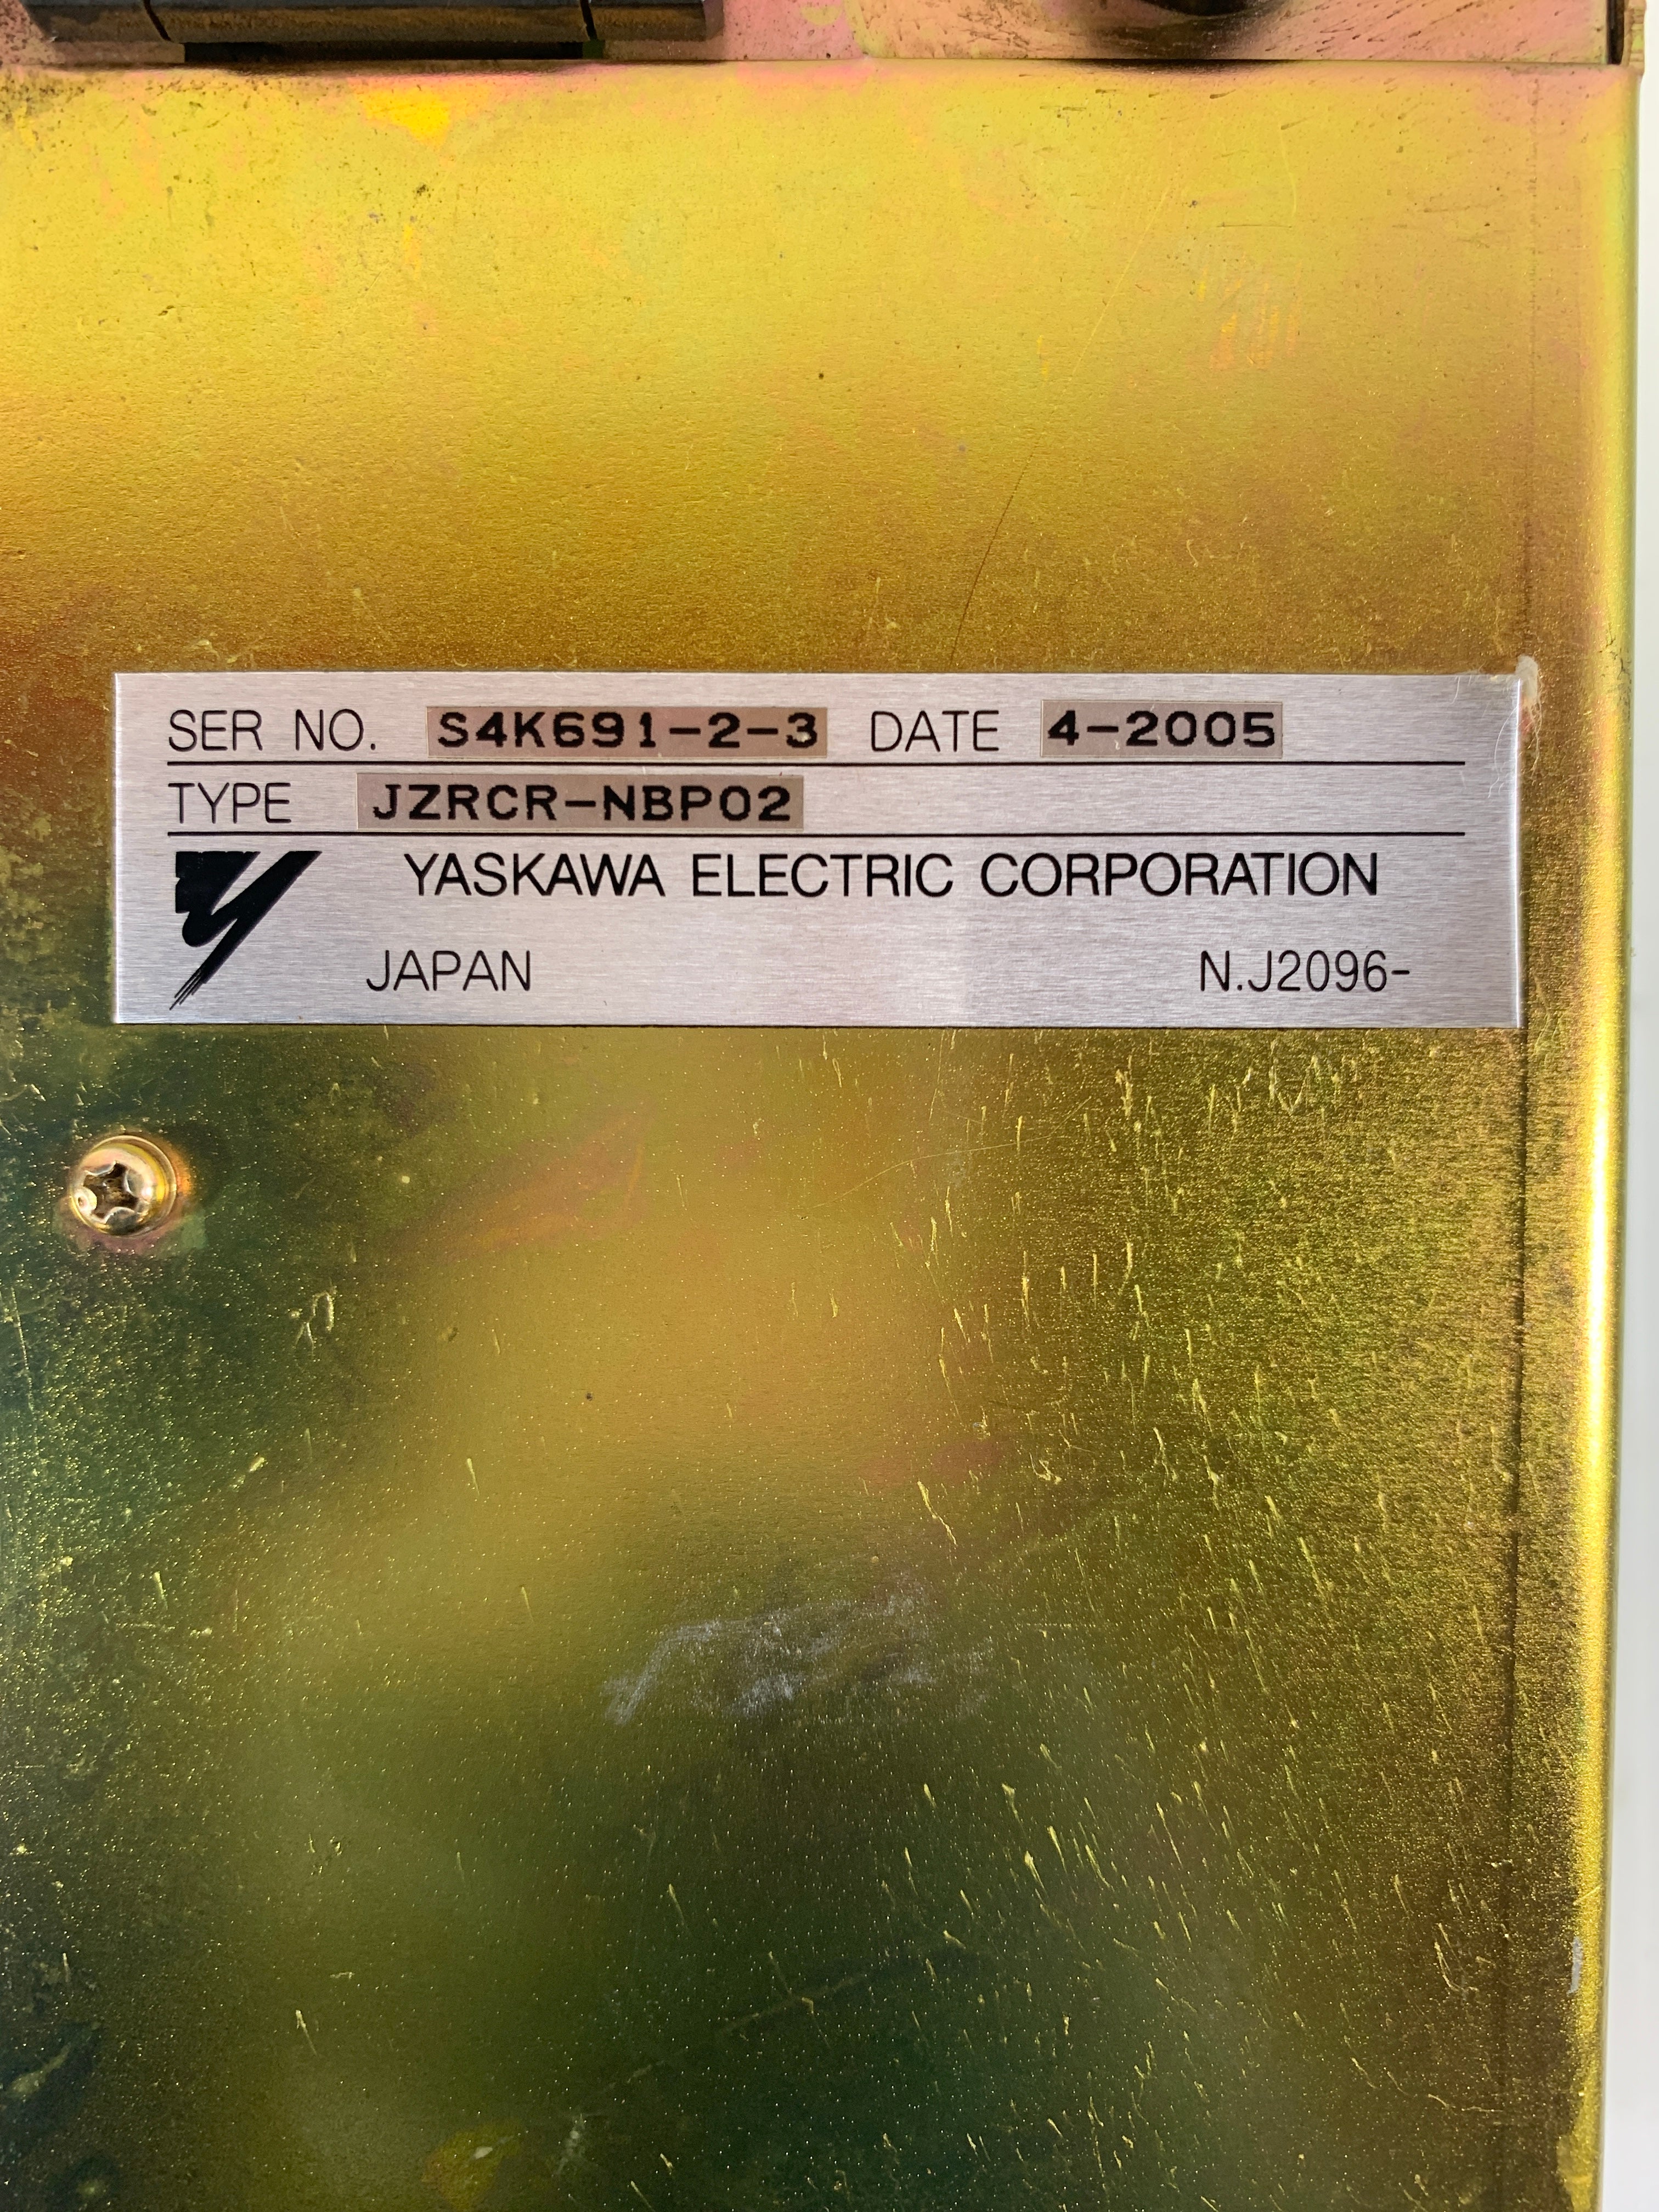 SER NO. S4K691-2-3 DATE 4-2005
TYPE JZRCR-NBP02
YASKAWA ELECTRIC CORPORATION
JAPAN N.J2096-